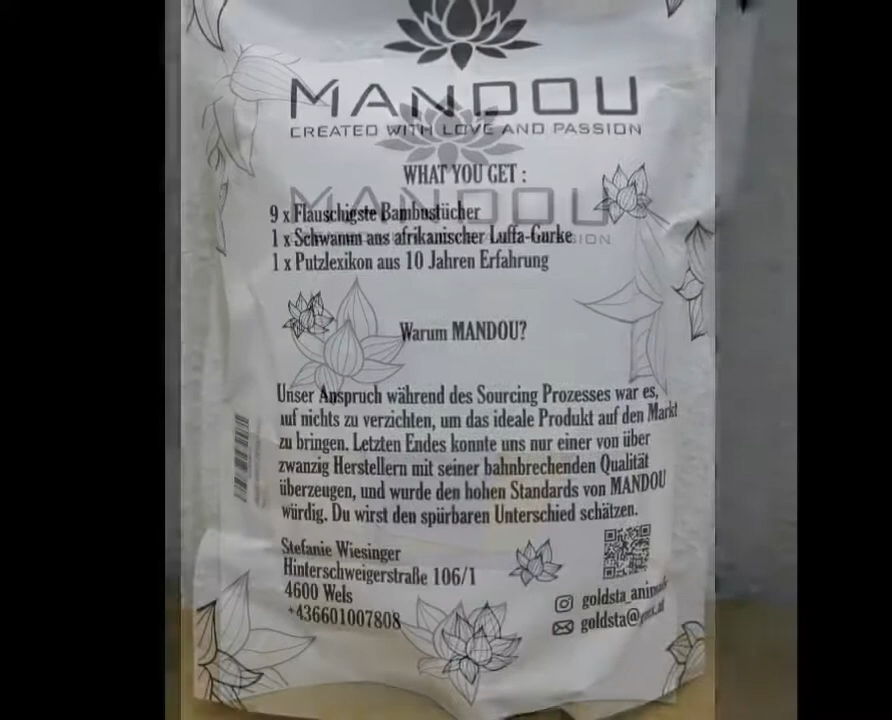 MANDOU
CREATED WITH LOVE AND PASSION
WHAT YOU GET :
9 x Flauschigste Bambustücher
1 x Schwamm aus afrikanischer Luffa-Gurke
1 x Putzlexikon aus 10 Jahren Erfahrung
Warum MANDOU?
Unser Anspruch während des Sourcing Prozesses war es,
auf nichts zu verzichten, um das ideale Produkt auf den Markt
zu bringen. Letzten Endes konnte uns nur einer von über
zwanzig Herstellern mit seiner bahnbrechenden Qualität
überzeugen, und wurde den hohen Standards von MANDOU
würdig. Du wirst den spürbaren Unterschied schätzen.
Stefanie Wiesinger
Hinterschweigerstraße 106/1
4600 Wels
+436601007808